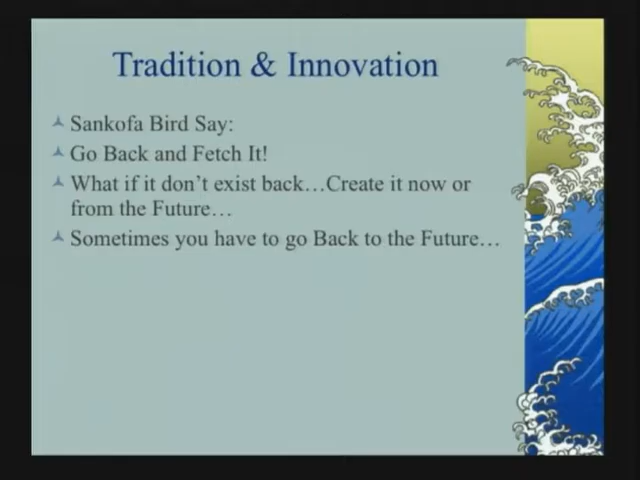 Tradition & Innovation
Sankofa Bird Say:
Go Back and Fetch It!
What if it don't exist back...Create it now or
from the Future...
Sometimes you have to go Back to the Future...